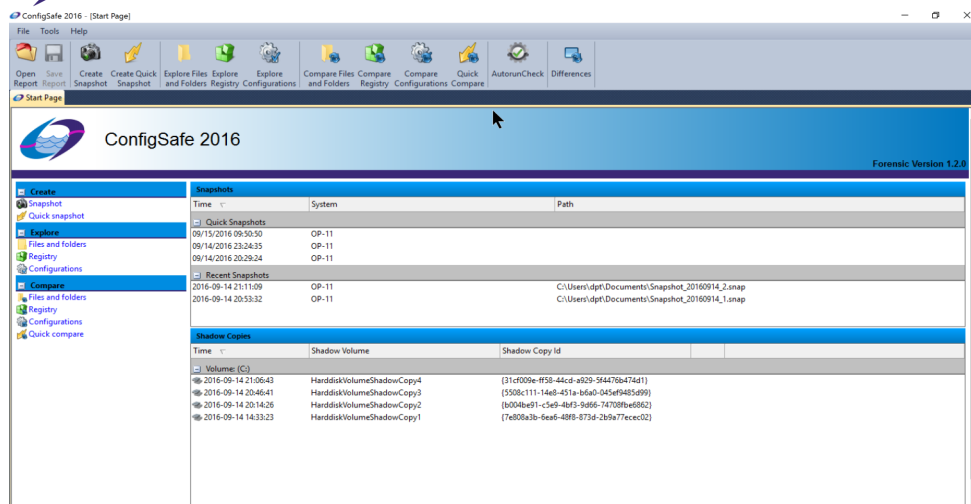 ConfigSafe 2016 - [Start Page]
File Tools Help
Open Report
Save Report
Create Snapshot
Create Quick Snapshot
Explore Files and Folders
Explore Registry
Explore Configurations
Compare Files and Folders
Compare Registry
Compare Configurations
Quick Compare
AutorunCheck
Differences
Start Page
ConfigSafe 2016
Forensic Version 1.2.0
Create
Snapshot
Quick snapshot
Explore
Files and folders
Registry
Configurations
Compare
Files and folders
Registry
Configurations
Quick compare
Snapshots
Time System Path
Quick Snapshots
09/15/2016 09:50:50 OP-11
09/14/2016 23:24:35 OP-11
09/14/2016 20:29:24 OP-11
Recent Snapshots
2016-09-14 21:11:09 OP-11 C:\Users\dpt\Documents\Snapshot_20160914_2.snap
2016-09-14 20:53:32 OP-11 C:\Users\dpt\Documents\Snapshot_20160914_1.snap
Shadow Copies
Time Shadow Volume Shadow Copy Id
Volume: (C:)
2016-09-14 21:06:43 HarddiskVolumeShadowCopy4 {31cf009e-ff58-44cd-a929-5f4476b474d1}
2016-09-14 20:46:41 HarddiskVolumeShadowCopy3 {5508c111-14e8-451a-b6a0-045ef9485d99}
2016-09-14 20:14:26 HarddiskVolumeShadowCopy2 {b004be91-c5e9-4bf3-9d66-74708fbe6862}
2016-09-14 14:33:23 HarddiskVolumeShadowCopy1 {7e808a3b-6ea6-48f8-873d-2b9a77ecec02}